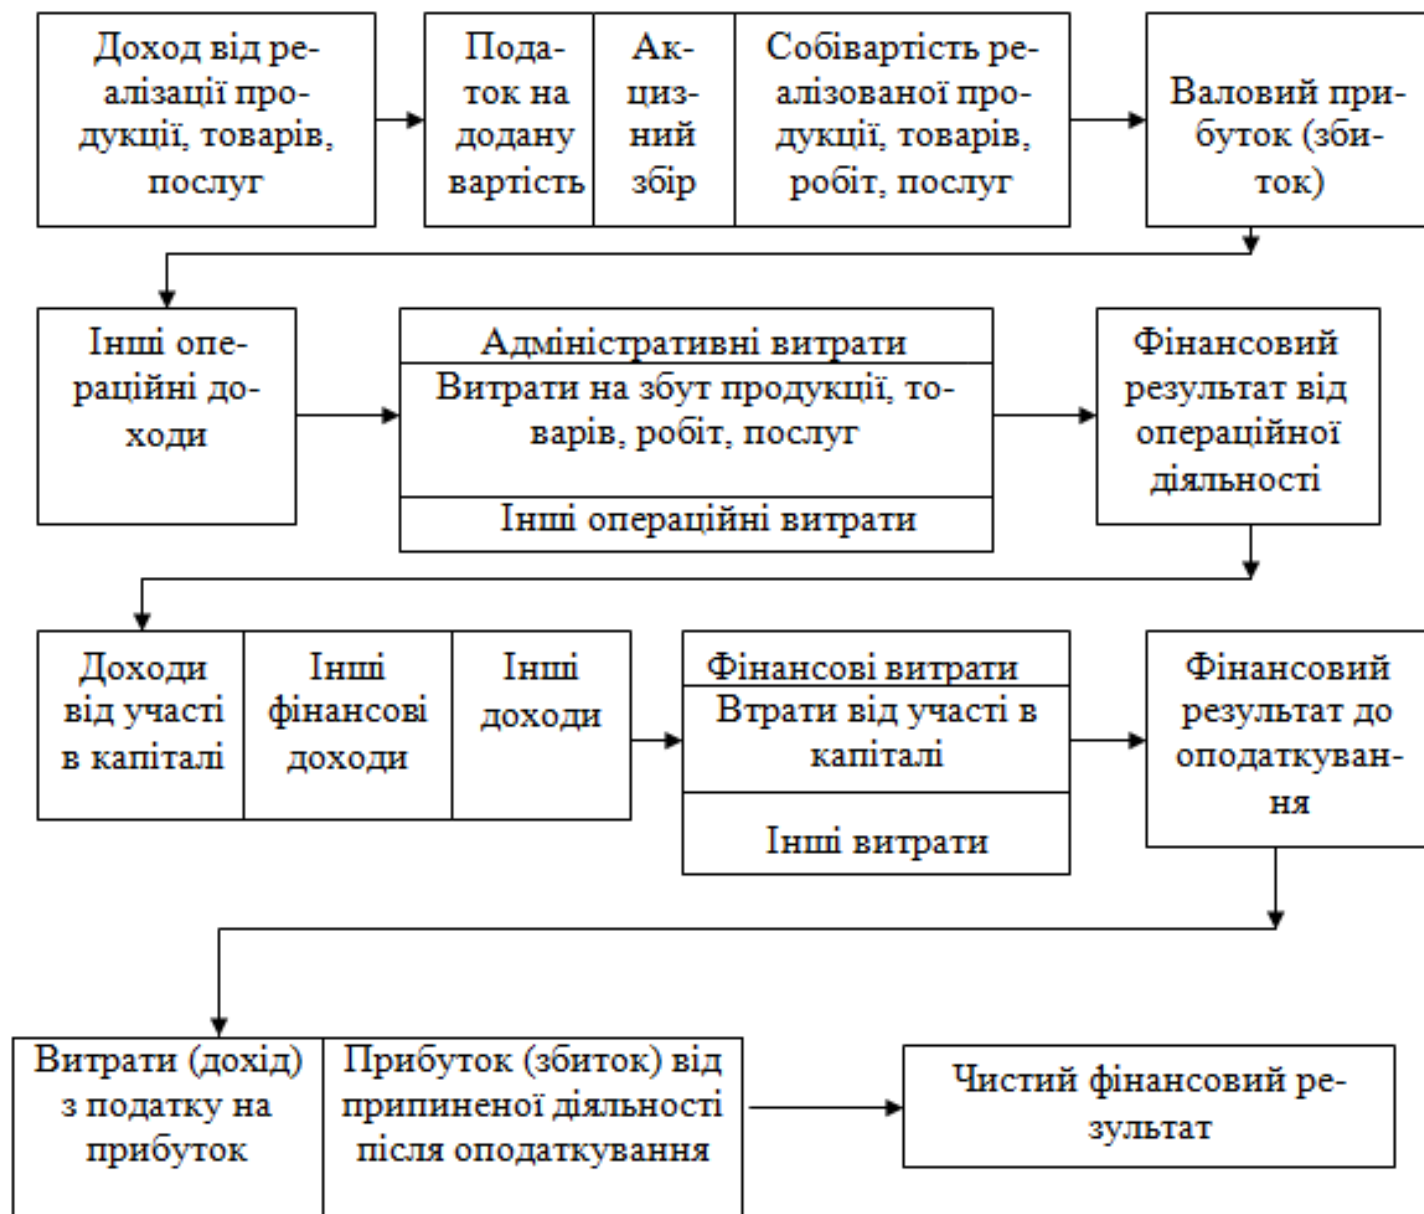 Доход від ре-
алізації про-
дукції, товарів,
послуг
Пода-
ток на
додану
вартість
Ак-
циз-
ний
збір
Собівартість ре-
алізованої про-
дукції, товарів,
робіт, послуг
Валовий при-
буток (зби-
ток)
Інші опе-
раційні до-
ходи
Адміністративні витрати
Витрати на збут продукції, то-
варів, робіт, послуг
Інші операційні витрати
Фінансовий
результат від
операційної
діяльності
Доходи
від участі
в капіталі
Інші
фінансові
доходи
Інші
доходи
Фінансові витрати
Втрати від участі в
капіталі
Інші витрати
Фінансовий
результат до
оподаткуван-
ня
Витрати (дохід)
з податку на
прибуток
Прибуток (збиток) від
припиненої діяльності
після оподаткування
Чистий фінансовий ре-
зультат